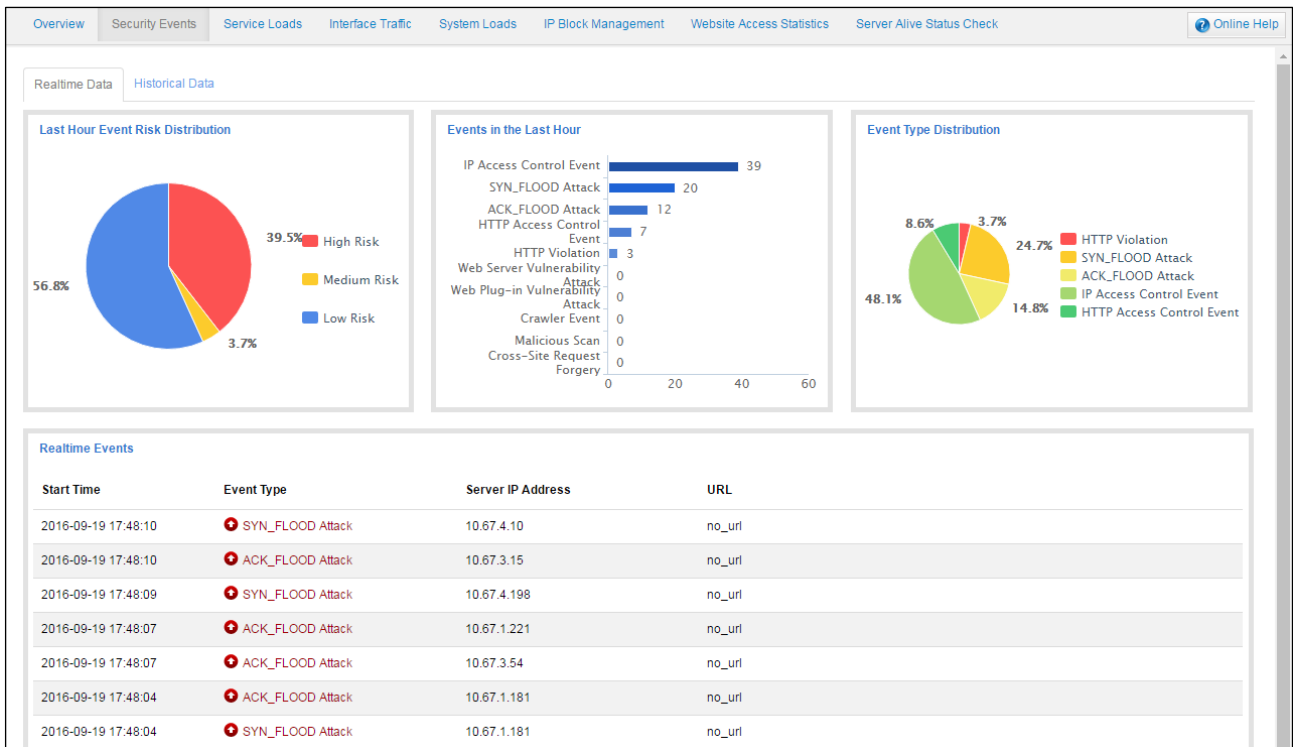 Overview Security Events Service Loads Interface Traffic System Loads IP Block Management Website Access Statistics Server Alive Status Check Online Help
Realtime Data Historical Data
Last Hour Event Risk Distribution
39.5%
56.8%
3.7%
High Risk
Medium Risk
Low Risk
Events in the Last Hour
IP Access Control Event 39
SYN_FLOOD Attack 20
ACK_FLOOD Attack 12
HTTP Access Control
Event 7
HTTP Violation 3
Web Server Vulnerability
Attack 0
Web Plug-in Vulnerability
Attack 0
Crawler Event 0
Malicious Scan 0
Cross-Site Request
Forgery 0
0 20 40 60
Event Type Distribution
8.6% 3.7%
24.7%
48.1%
14.8%
HTTP Violation
SYN_FLOOD Attack
ACK_FLOOD Attack
IP Access Control Event
HTTP Access Control Event
Realtime Events
Start Time Event Type Server IP Address URL
2016-09-19 17:48:10 SYN_FLOOD Attack 10.67.4.10 no_url
2016-09-19 17:48:10 ACK_FLOOD Attack 10.67.3.15 no_url
2016-09-19 17:48:09 SYN_FLOOD Attack 10.67.4.198 no_url
2016-09-19 17:48:07 ACK_FLOOD Attack 10.67.1.221 no_url
2016-09-19 17:48:07 ACK_FLOOD Attack 10.67.3.54 no_url
2016-09-19 17:48:04 ACK_FLOOD Attack 10.67.1.181 no_url
2016-09-19 17:48:04 SYN_FLOOD Attack 10.67.1.181 no_url